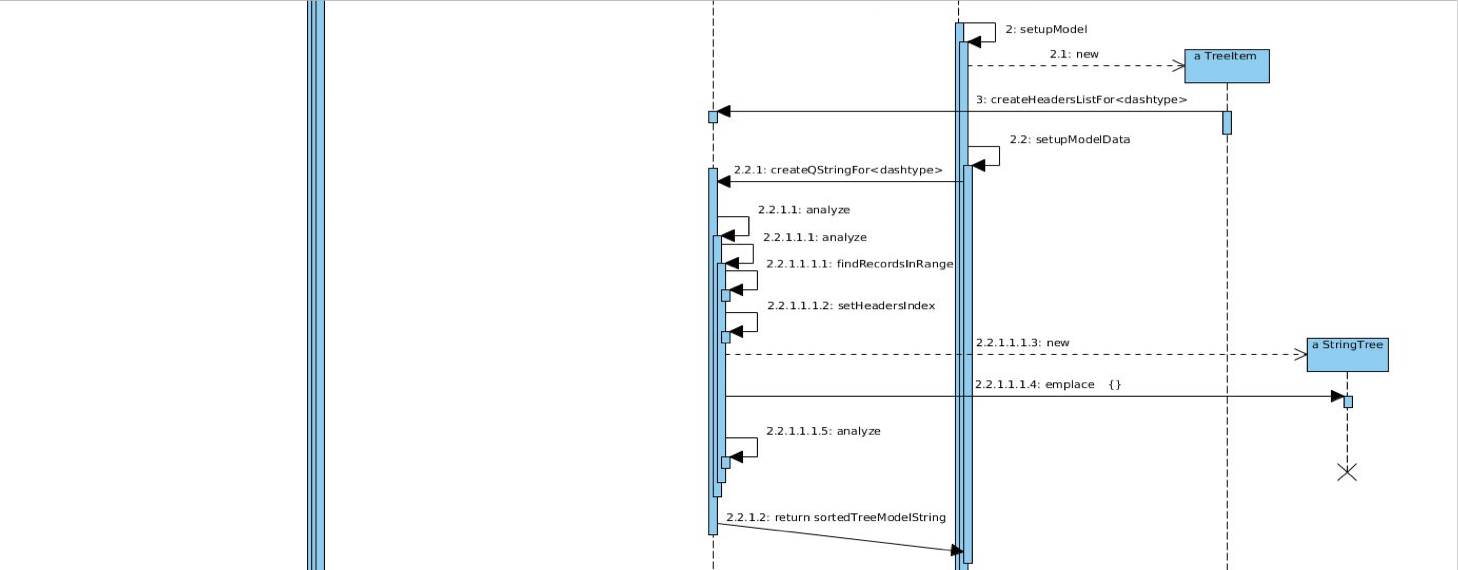 2: setupModel
2.1: new
a TreeItem
3: createHeadersListFor<dashtype>
2.2: setupModelData
2.2.1: createQStringFor<dashtype>
2.2.1.1: analyze
2.2.1.1.1: analyze
2.2.1.1.1.1: findRecordsInRange
2.2.1.1.1.2: setHeadersIndex
2.2.1.1.1.3: new
a StringTree
2.2.1.1.1.4: emplace {}
2.2.1.1.1.5: analyze
2.2.1.2: return sortedTreeModelString